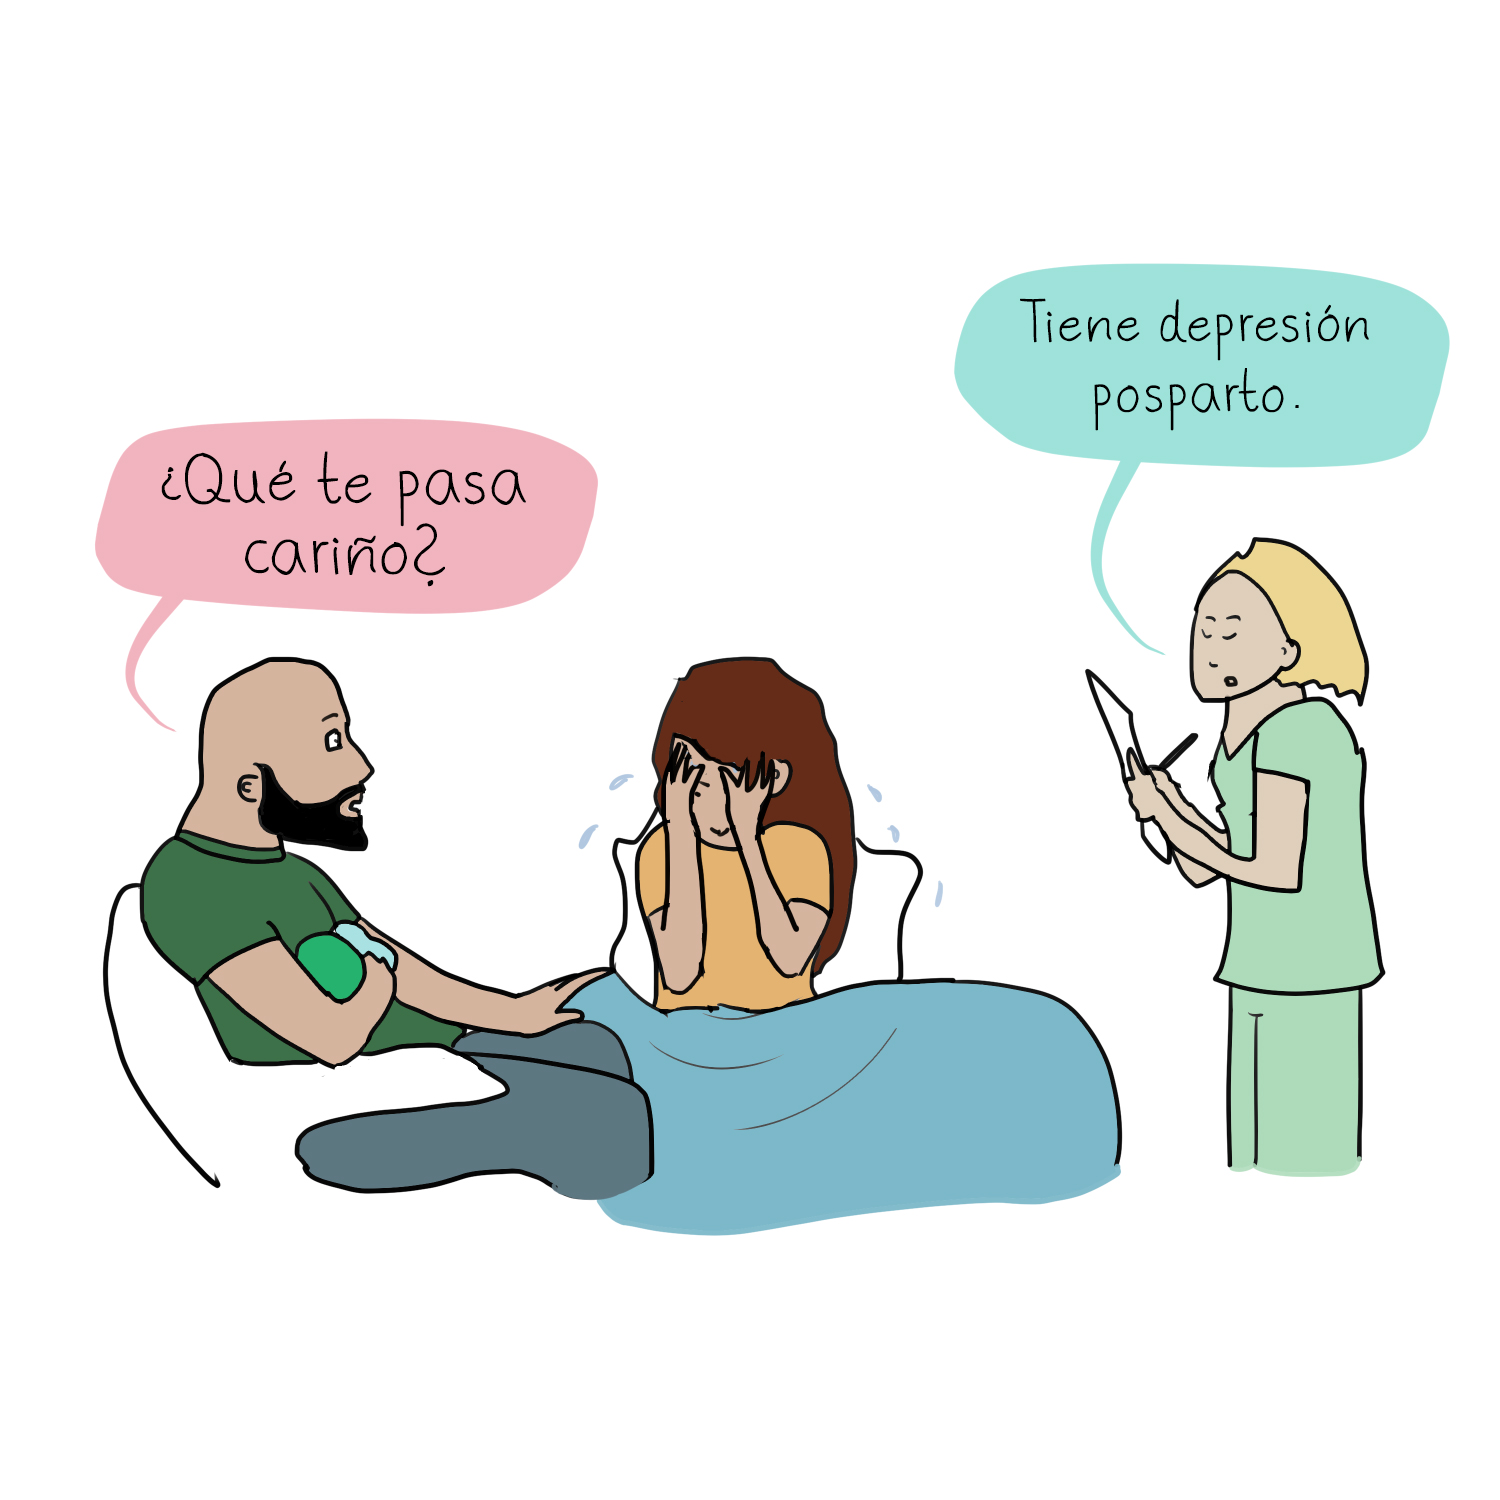 ¿Qué te pasa
cariño?
Tiene depresión
posparto.